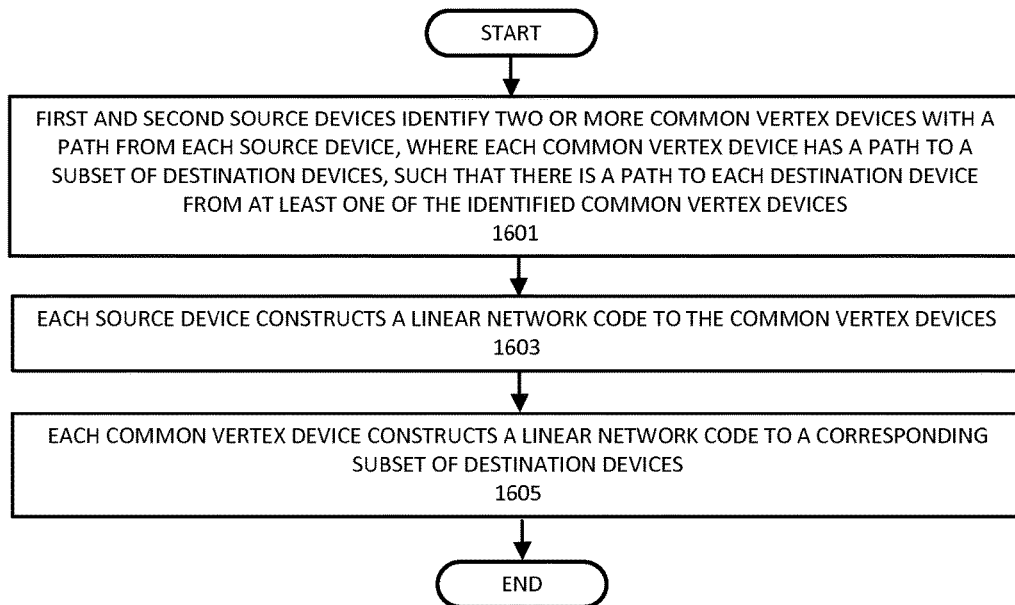 START
FIRST AND SECOND SOURCE DEVICES IDENTIFY TWO OR MORE COMMON VERTEX DEVICES WITH A
PATH FROM EACH SOURCE DEVICE, WHERE EACH COMMON VERTEX DEVICE HAS A PATH TO A
SUBSET OF DESTINATION DEVICES, SUCH THAT THERE IS A PATH TO EACH DESTINATION DEVICE
FROM AT LEAST ONE OF THE IDENTIFIED COMMON VERTEX DEVICES
1601
EACH SOURCE DEVICE CONSTRUCTS A LINEAR NETWORK CODE TO THE COMMON VERTEX DEVICES
1603
EACH COMMON VERTEX DEVICE CONSTRUCTS A LINEAR NETWORK CODE TO A CORRESPONDING
SUBSET OF DESTINATION DEVICES
1605
END